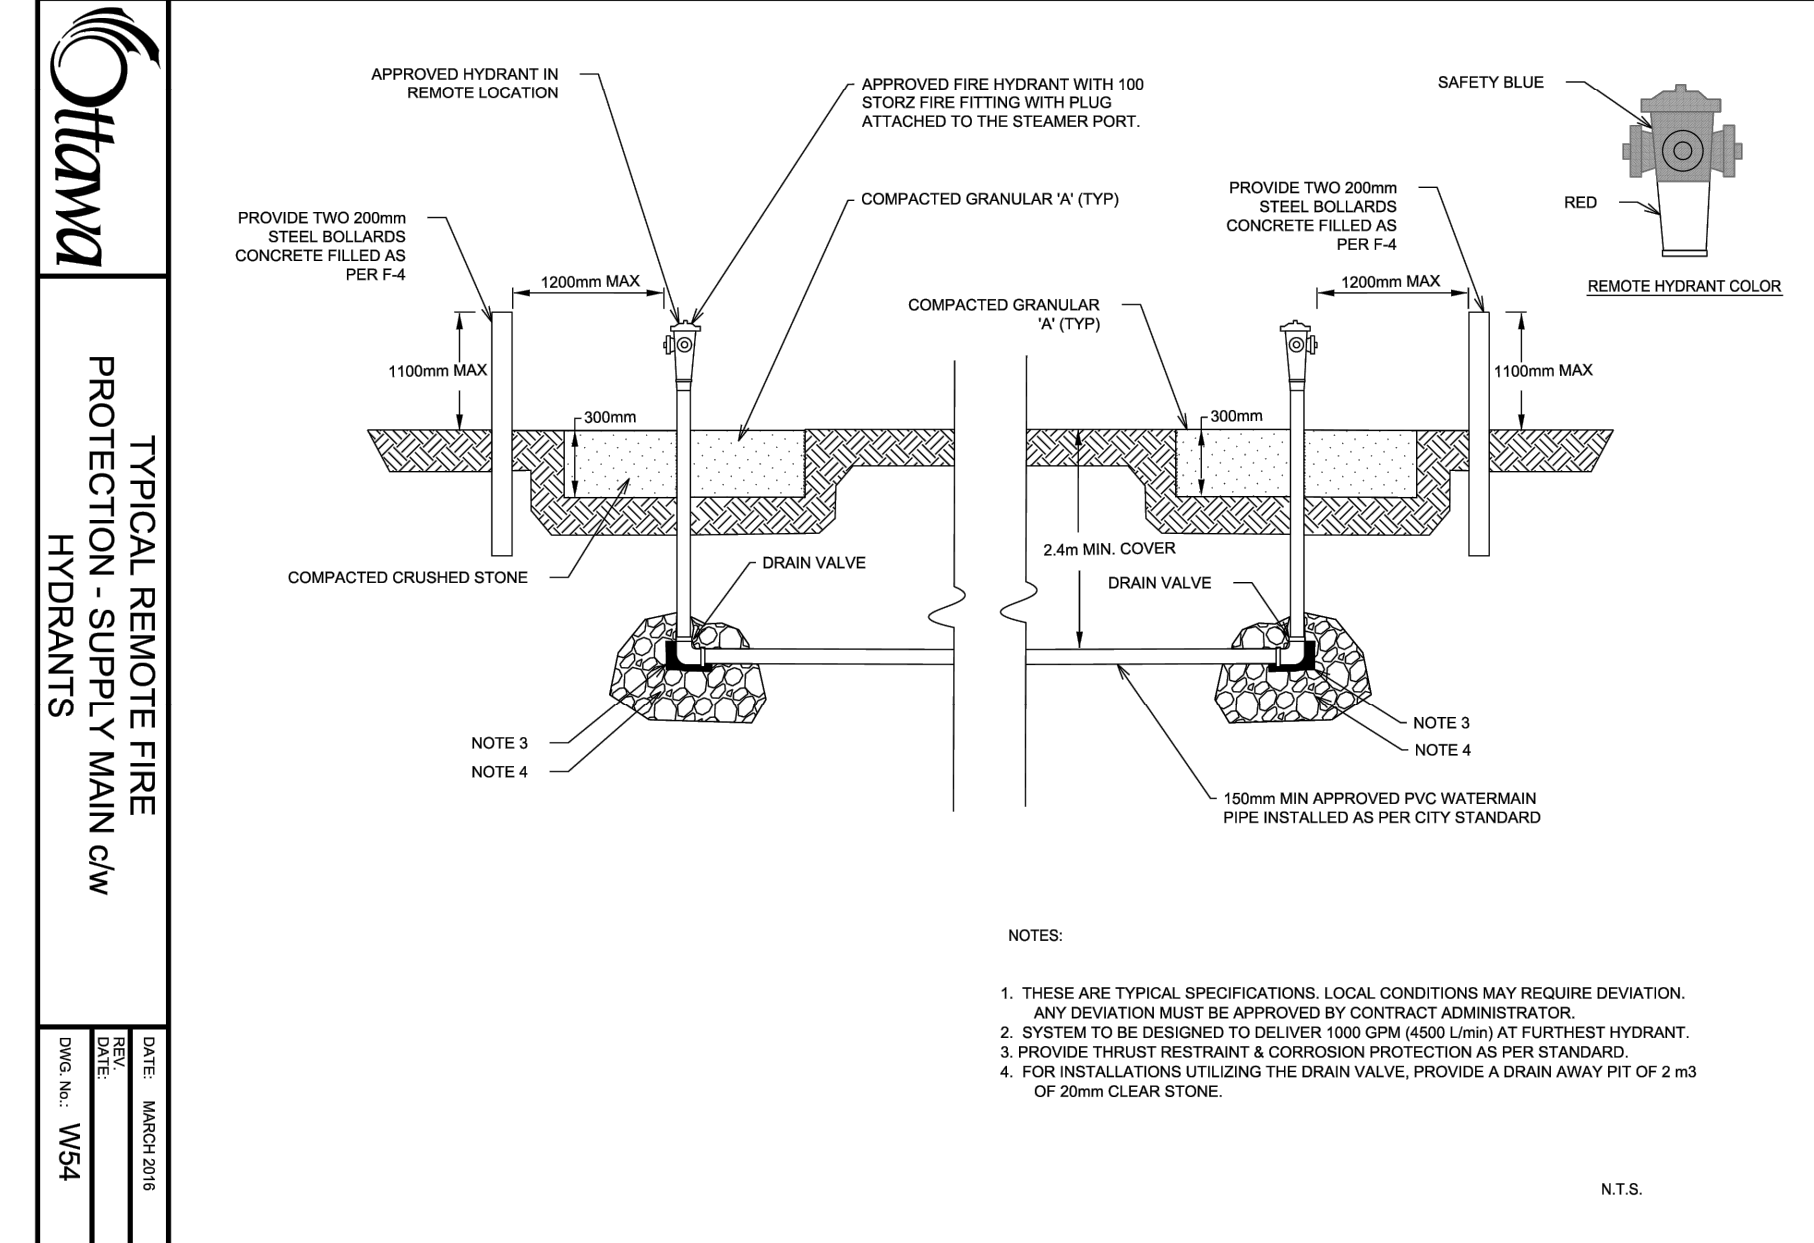 Ottawa
TYPICAL REMOTE FIRE
PROTECTION - SUPPLY MAIN c/w
HYDRANTS
DATE: MARCH 2016
REV.
DATE:
DWG. No.: W54
APPROVED HYDRANT IN
REMOTE LOCATION
APPROVED FIRE HYDRANT WITH 100
STORZ FIRE FITTING WITH PLUG
ATTACHED TO THE STEAMER PORT.
SAFETY BLUE
RED
REMOTE HYDRANT COLOR
COMPACTED GRANULAR 'A' (TYP)
PROVIDE TWO 200mm
STEEL BOLLARDS
CONCRETE FILLED AS
PER F-4
PROVIDE TWO 200mm
STEEL BOLLARDS
CONCRETE FILLED AS
PER F-4
1200mm MAX
1200mm MAX
COMPACTED GRANULAR
'A' (TYP)
1100mm MAX
1100mm MAX
300mm
300mm
2.4m MIN. COVER
DRAIN VALVE
DRAIN VALVE
COMPACTED CRUSHED STONE
NOTE 3
NOTE 4
NOTE 3
NOTE 4
150mm MIN APPROVED PVC WATERMAIN
PIPE INSTALLED AS PER CITY STANDARD
NOTES:
1. THESE ARE TYPICAL SPECIFICATIONS. LOCAL CONDITIONS MAY REQUIRE DEVIATION.
ANY DEVIATION MUST BE APPROVED BY CONTRACT ADMINISTRATOR.
2. SYSTEM TO BE DESIGNED TO DELIVER 1000 GPM (4500 L/min) AT FURTHEST HYDRANT.
3. PROVIDE THRUST RESTRAINT & CORROSION PROTECTION AS PER STANDARD.
4. FOR INSTALLATIONS UTILIZING THE DRAIN VALVE, PROVIDE A DRAIN AWAY PIT OF 2 m3
OF 20mm CLEAR STONE.
N.T.S.